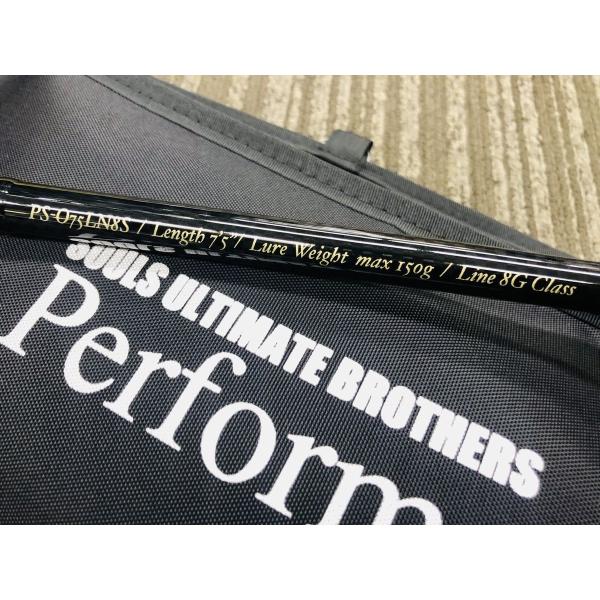 PS-O75LN8S / Length 7'5"/ Lure Weight max 150g / Line 8G Class
SOULS ULTIMATE BROTHERS
Perform